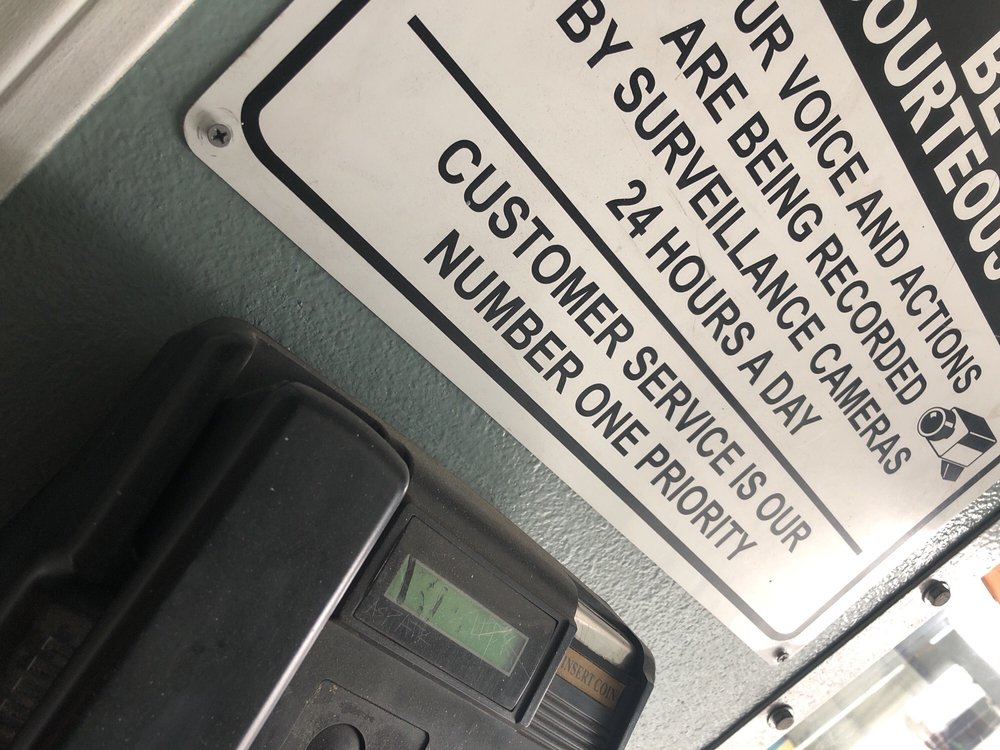 COURTEOUS
UR VOICE AND ACTIONS
ARE BEING RECORDED
BY SURVEILLANCE CAMERAS
24 HOURS A DAY
CUSTOMER SERVICE IS OUR
NUMBER ONE PRIORITY
INSERT COIN